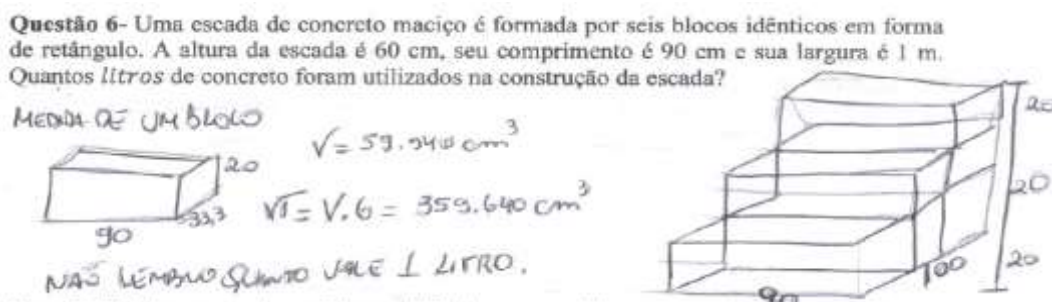 Questão 6- Uma escada de concreto maciço é formada por seis blocos idênticos em forma
de retângulo. A altura da escada é 60 cm, seu comprimento é 90 cm e sua largura é 1 m.
Quantos litros de concreto foram utilizados na construção da escada?
MEDIDA DE UM BLOCO
20
33,3
90
V = 59.940 cm³
VT = V.6 = 359.640 cm³
NÃO LEMBRO QUANTO VALE 1 LITRO.
20
20
20
100
90